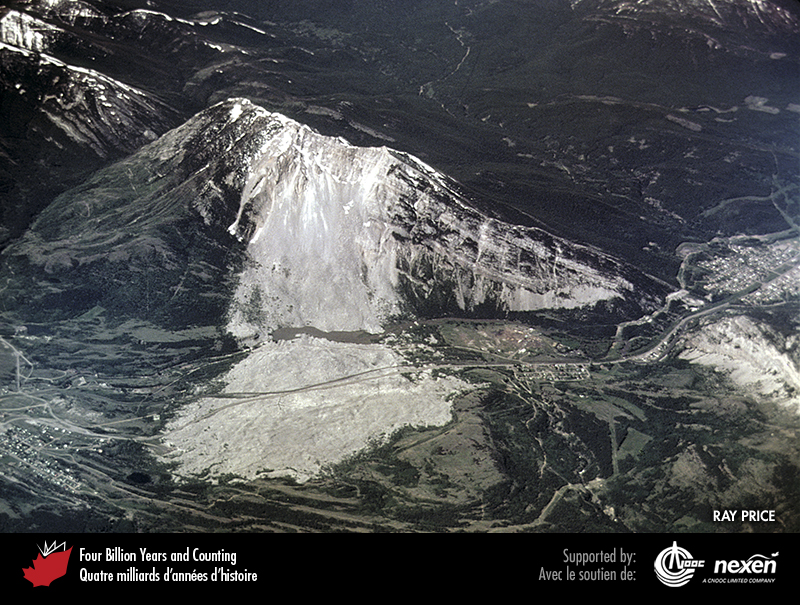 RAY PRICE
Four Billion Years and Counting
Quatre milliards d'années d'histoire
Supported by:
Avec le soutien de:
CNOOC
nexen
A CNOOC LIMITED COMPANY